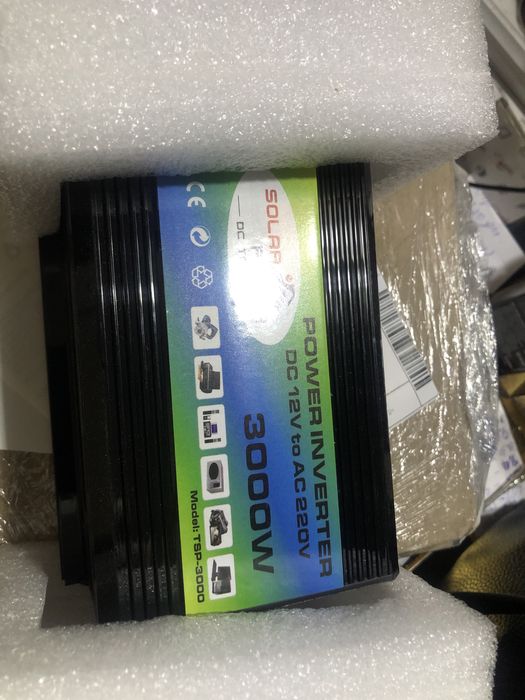 SOLAR
POWER INVERTER
DC 12V to AC 220V
3000W
Model: TSP-3000
CE